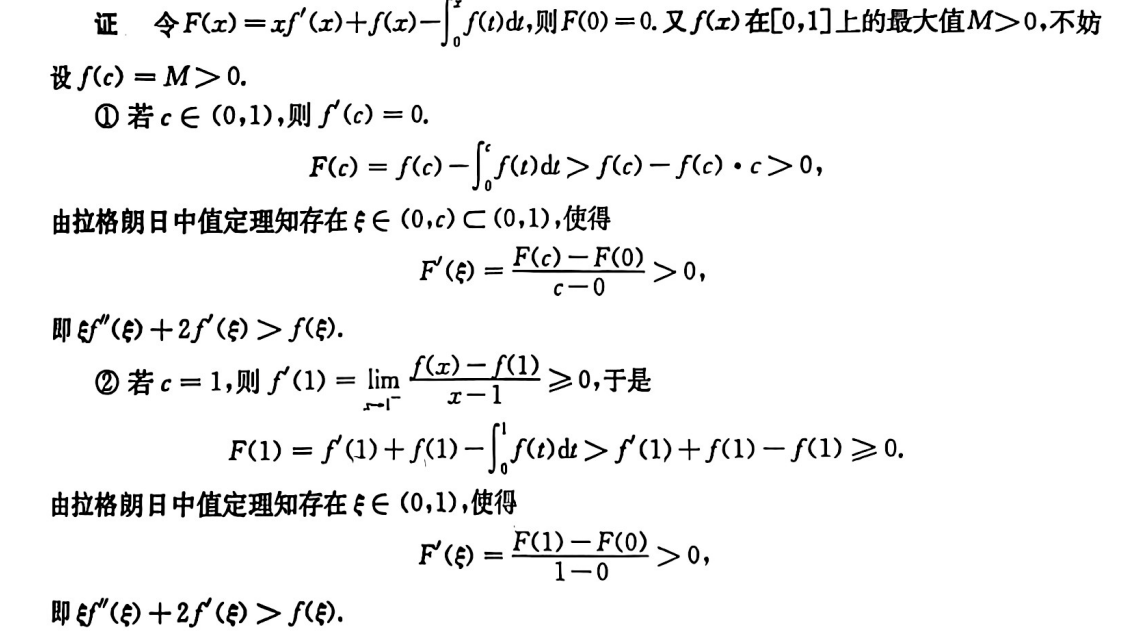 证 令F(x)=xf′(x)+f(x)-∫₀ˣf(t)dt,则F(0)=0.又f(x)在[0,1]上的最大值M>0,不妨
设f(c)=M>0.
①若c∈(0,1),则f′(c)=0.
F(c)=f(c)-∫₀ᶜf(t)dt>f(c)-f(c)·c>0,
由拉格朗日中值定理知存在ξ∈(0,c)⊂(0,1),使得
F′(ξ)=\frac{F(c)-F(0)}{c-0}>0,
即ξf″(ξ)+2f′(ξ)>f(ξ).
②若c=1,则f′(1)=\lim_{x→1⁻}\frac{f(x)-f(1)}{x-1}⩾0,于是
F(1)=f′(1)+f(1)-∫₀¹f(t)dt>f′(1)+f(1)-f(1)⩾0.
由拉格朗日中值定理知存在ξ∈(0,1),使得
F′(ξ)=\frac{F(1)-F(0)}{1-0}>0,
即ξf″(ξ)+2f′(ξ)>f(ξ).